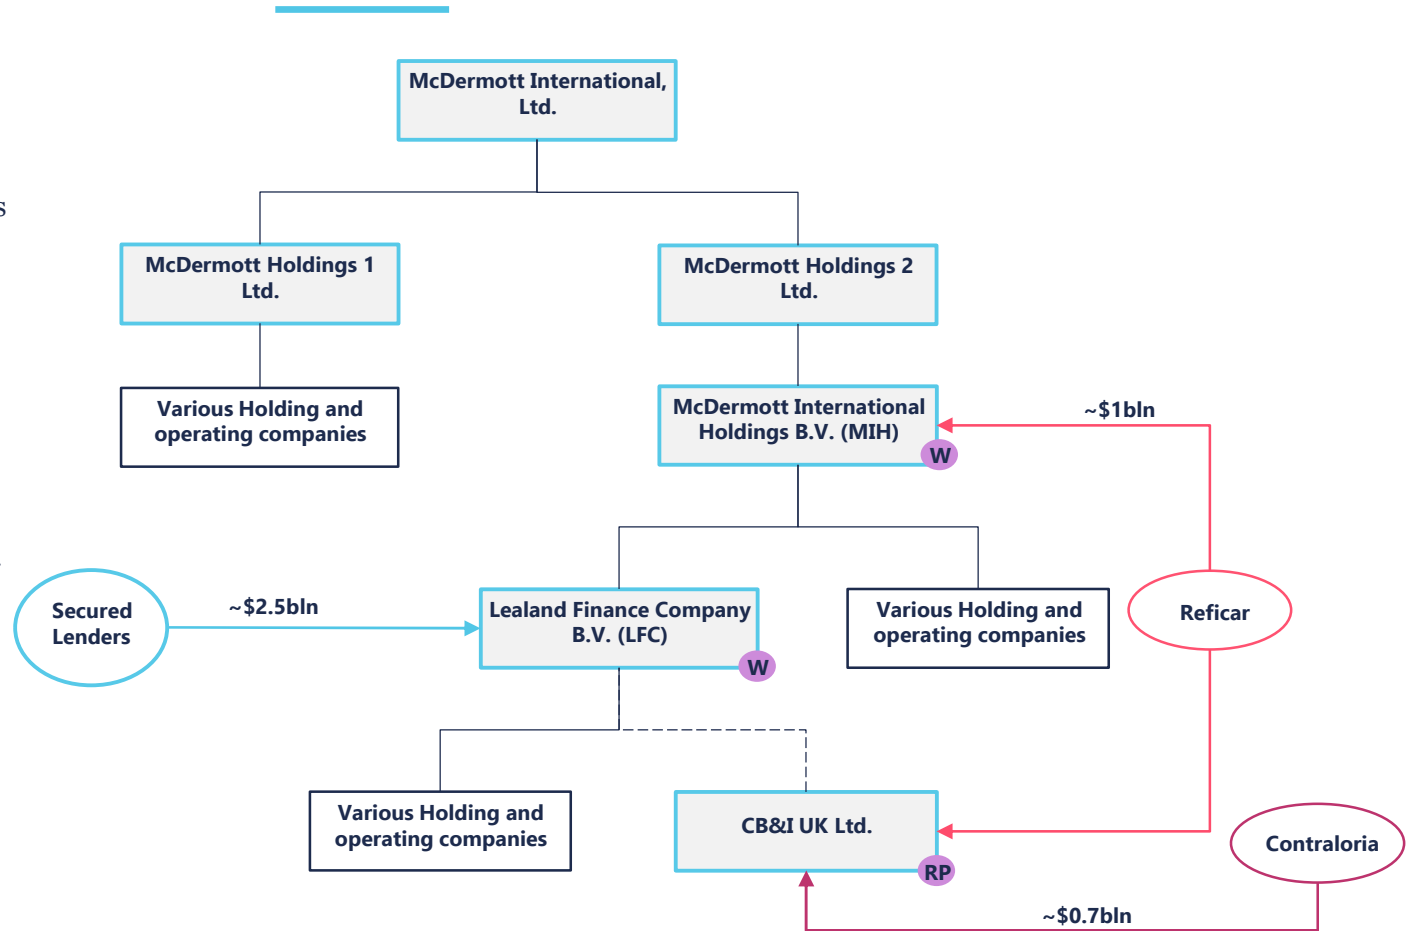 McDermott International,
Ltd.
s
McDermott Holdings 1
Ltd.
McDermott Holdings 2
Ltd.
Various Holding and
operating companies
McDermott International
Holdings B.V. (MIH)
W
~$1bln
Secured
Lenders
~$2.5bln
Lealand Finance Company
B.V. (LFC)
W
Various Holding and
operating companies
Reficar
Various Holding and
operating companies
CB&I UK Ltd.
RP
Contraloria
~$0.7bln